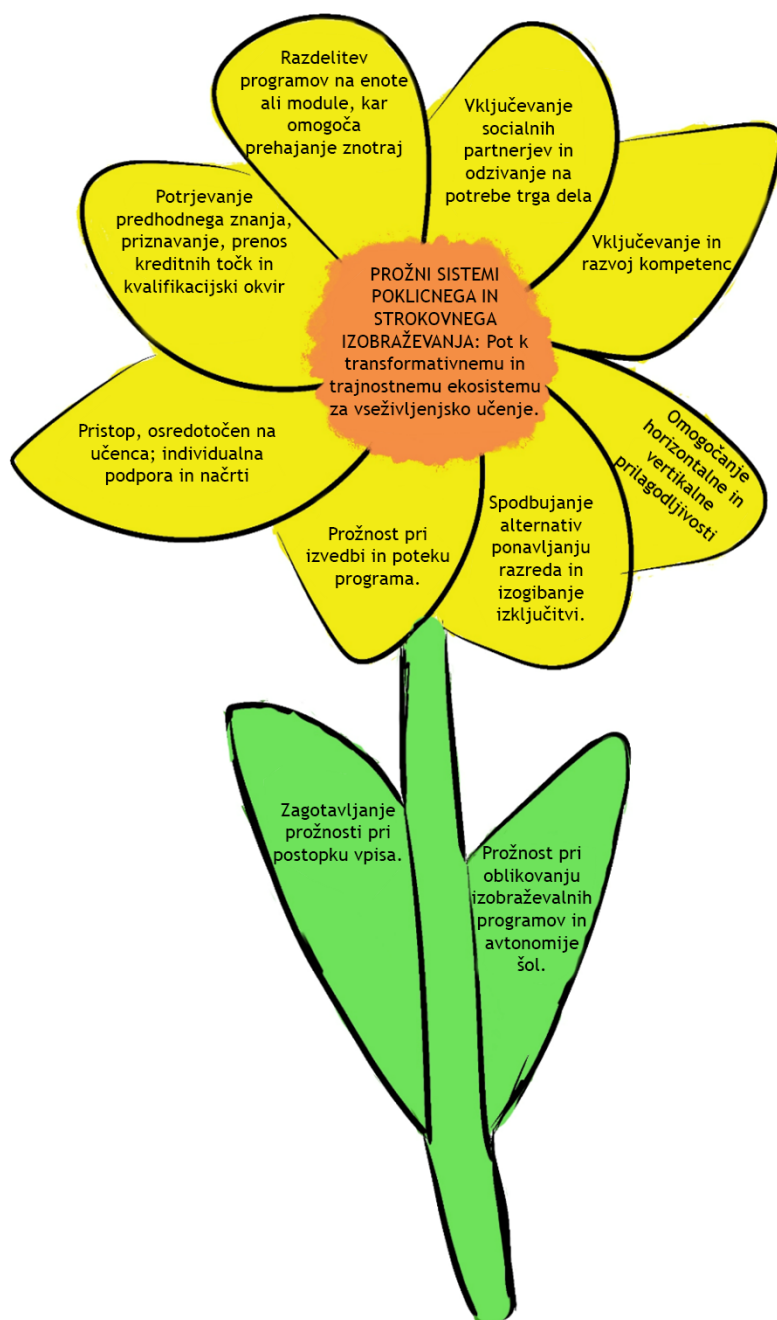 Razdelitev
programov na enote
ali module, kar
omogoča
prehajanje znotraj
Vključevanje
socialnih
partnerjev in
odzivanje na
potrebe trga dela
Potrjevanje
predhodnega znanja,
priznavanje, prenos
kreditnih točk in
kvalifikacijski okvir
Vključevanje in
razvoj kompetenc
PROŽNI SISTEMI
POKLICNEGA IN
STROKOVNEGA
IZOBRAŽEVANJA: Pot k
transformativnemu in
trajnostnemu ekosistemu
za vseživljenjsko učenje.
Pristop, osredotočen na
učenca; individualna
podpora in načrti
Omogočanje
horizontalne in
vertikalne
prilagodljivosti
Prožnost pri
izvedbi in poteku
programa.
Spodbujanje
alternativ
ponavljanju
razreda in
izogibanje
izključitvi.
Zagotavljanje
prožnosti pri
postopku vpisa.
Prožnost pri
oblikovanju
izobraževalnih
programov in
avtonomije
šol.